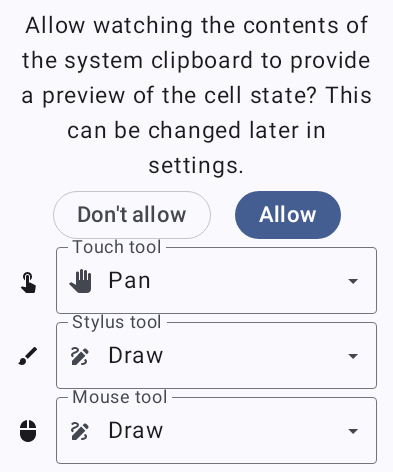 Allow watching the contents of
the system clipboard to provide
a preview of the cell state? This
can be changed later in
settings.
Don't allow
Allow
Touch tool
Pan
Stylus tool
Draw
Mouse tool
Draw